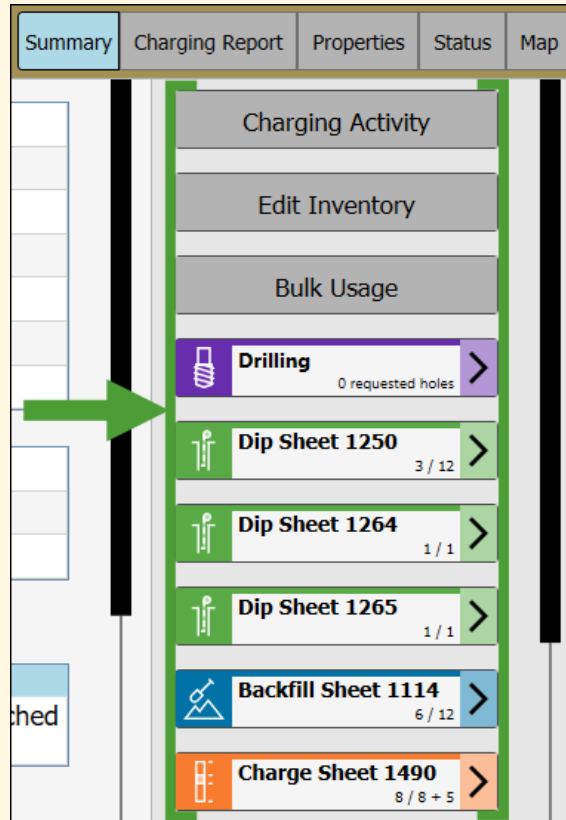 Summary Charging Report Properties Status Map
Charging Activity
Edit Inventory
Bulk Usage
Drilling
0 requested holes
Dip Sheet 1250
3 / 12
Dip Sheet 1264
1 / 1
Dip Sheet 1265
1 / 1
ched
Backfill Sheet 1114
6 / 12
Charge Sheet 1490
8 / 8 + 5